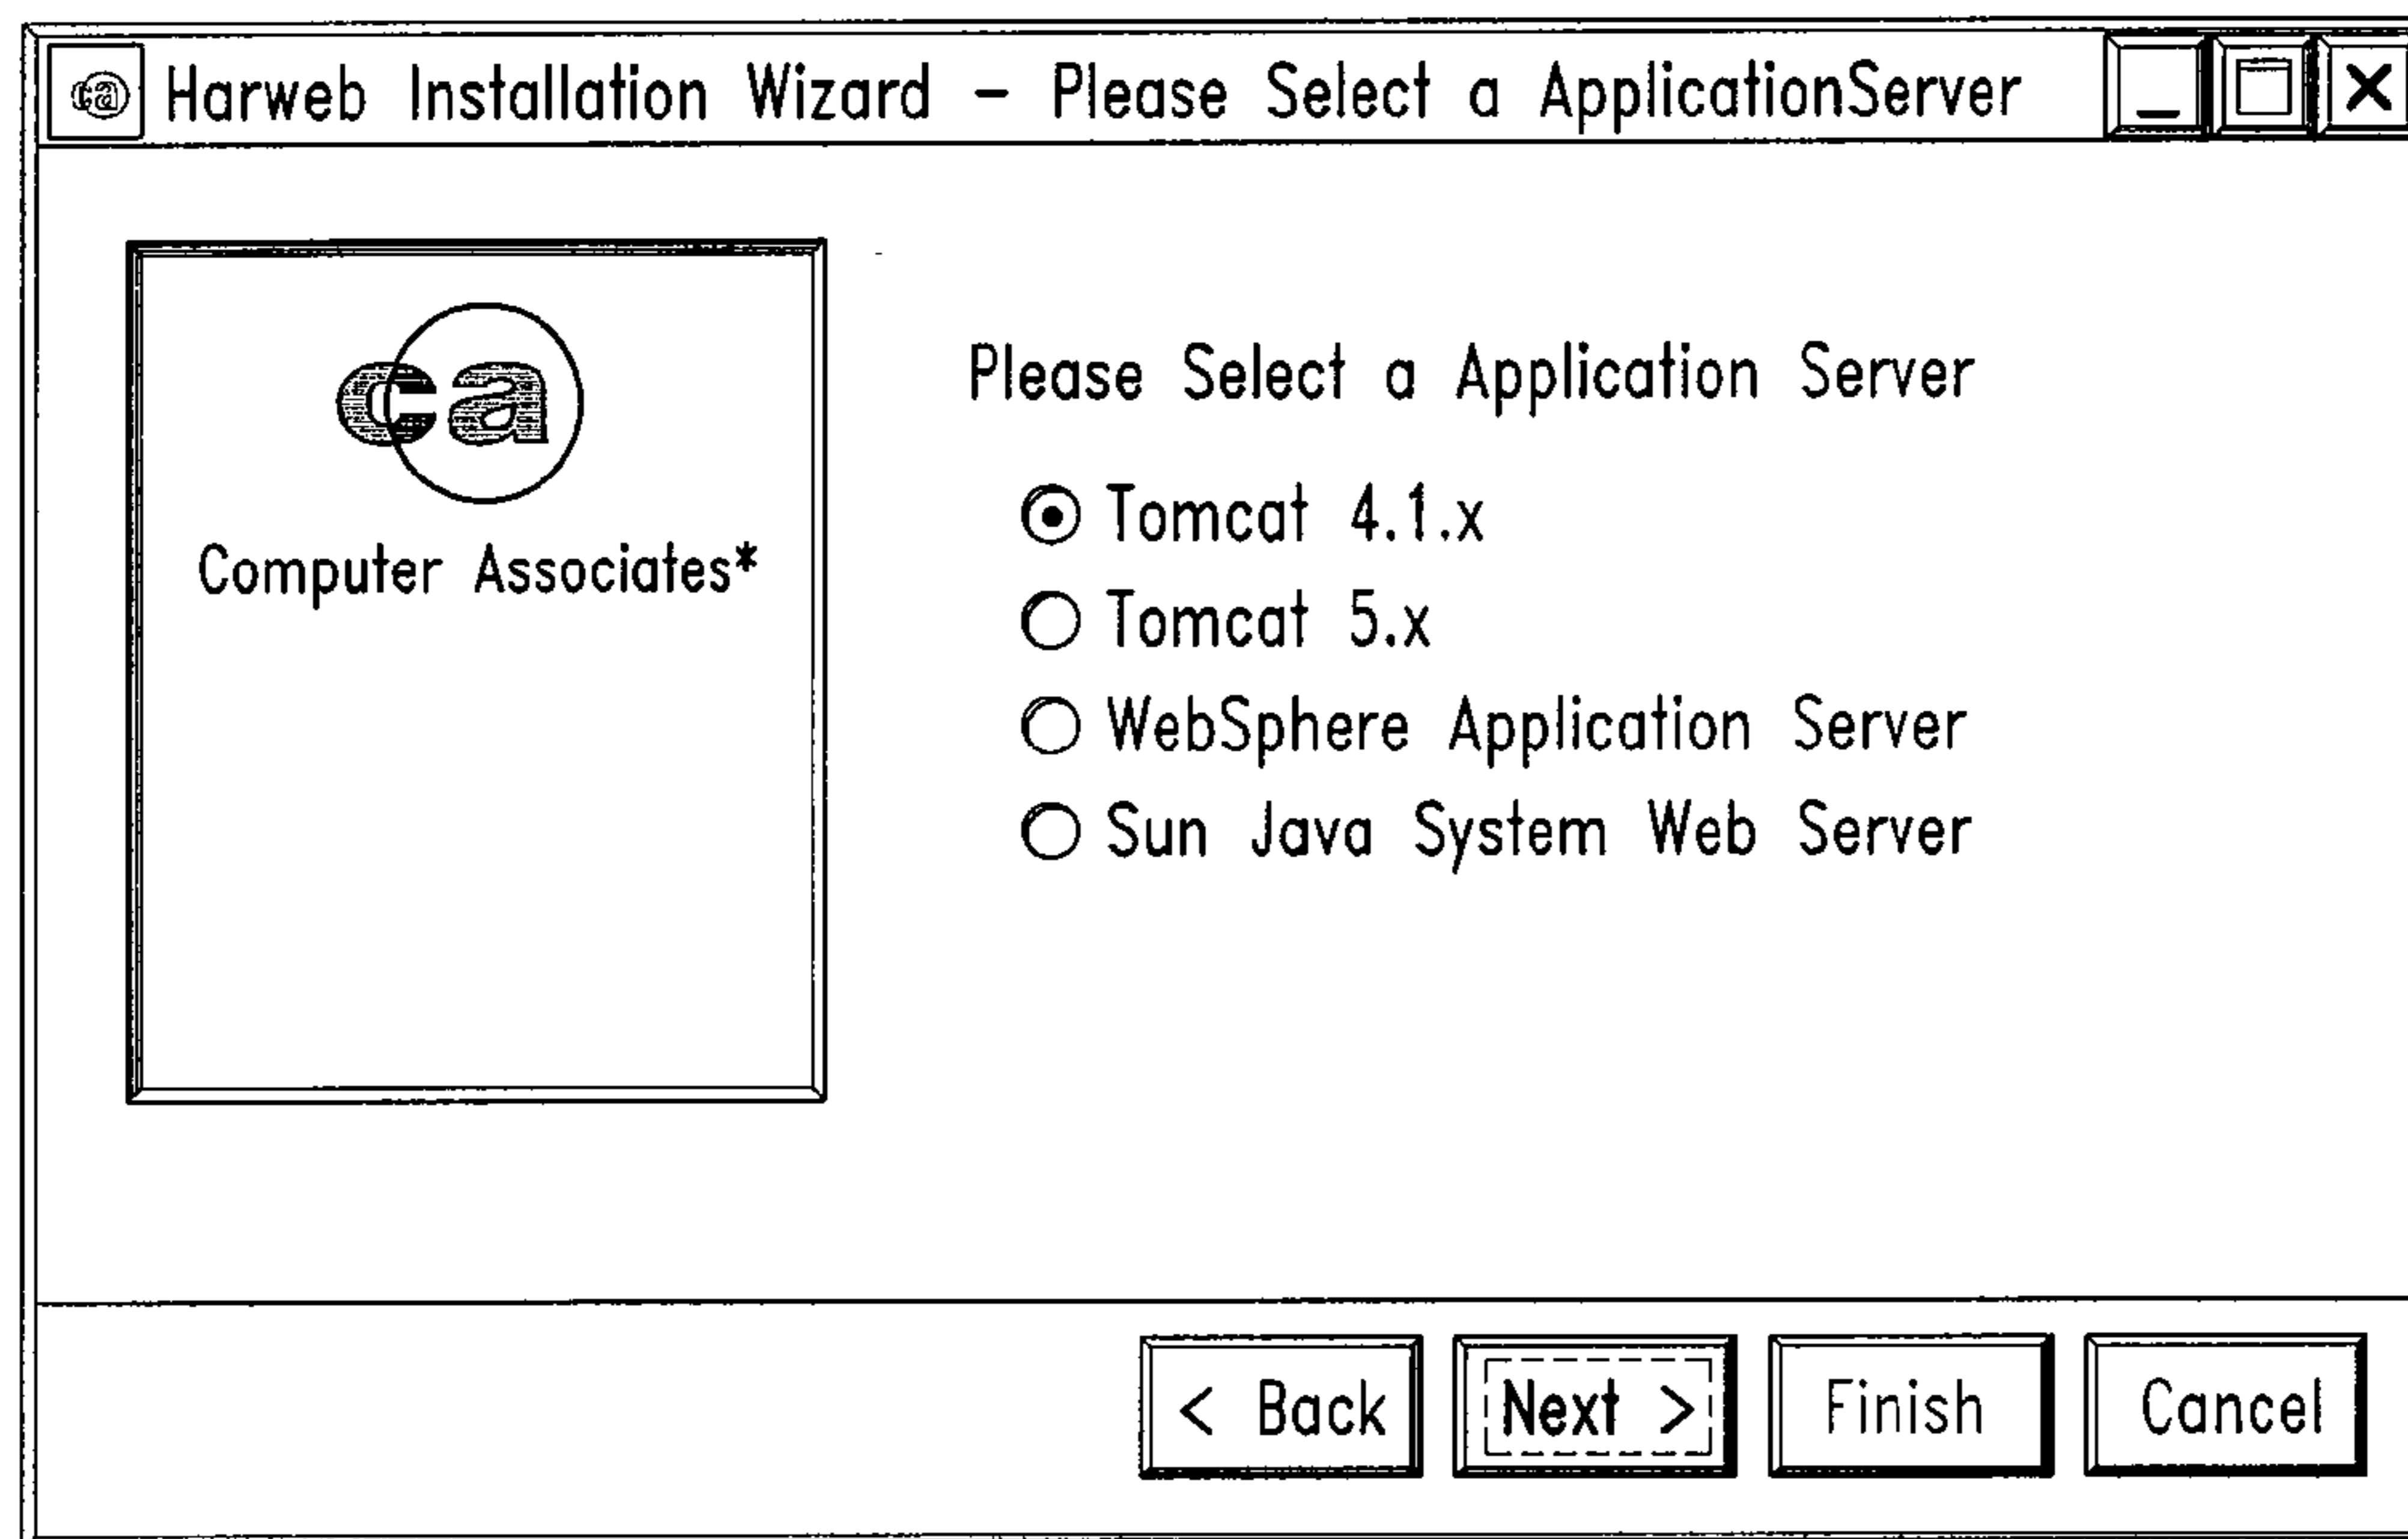 ca Harweb Installation Wizard – Please Select a ApplicationServer
ca
Computer Associates*
Please Select a Application Server
Tomcat 4.1.x
Tomcat 5.x
WebSphere Application Server
Sun Java System Web Server
< Back Next > Finish Cancel